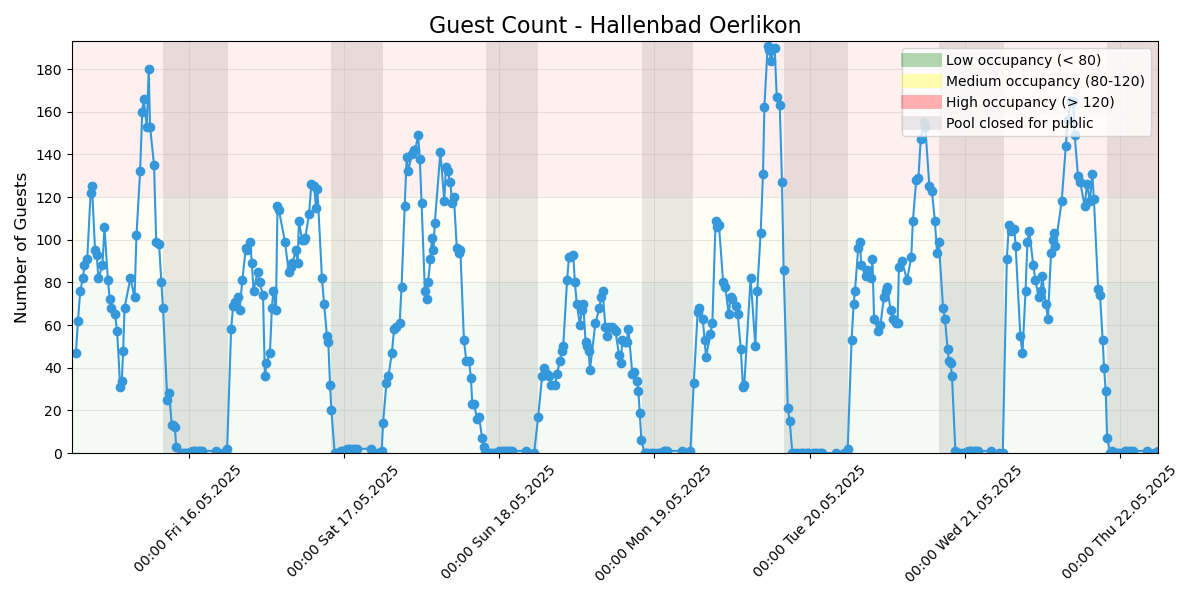 Guest Count - Hallenbad Oerlikon
Number of Guests
180
160
140
120
100
80
60
40
20
0
Low occupancy (< 80)
Medium occupancy (80-120)
High occupancy (> 120)
Pool closed for public
00:00 Fri 16.05.2025
00:00 Sat 17.05.2025
00:00 Sun 18.05.2025
00:00 Mon 19.05.2025
00:00 Tue 20.05.2025
00:00 Wed 21.05.2025
00:00 Thu 22.05.2025